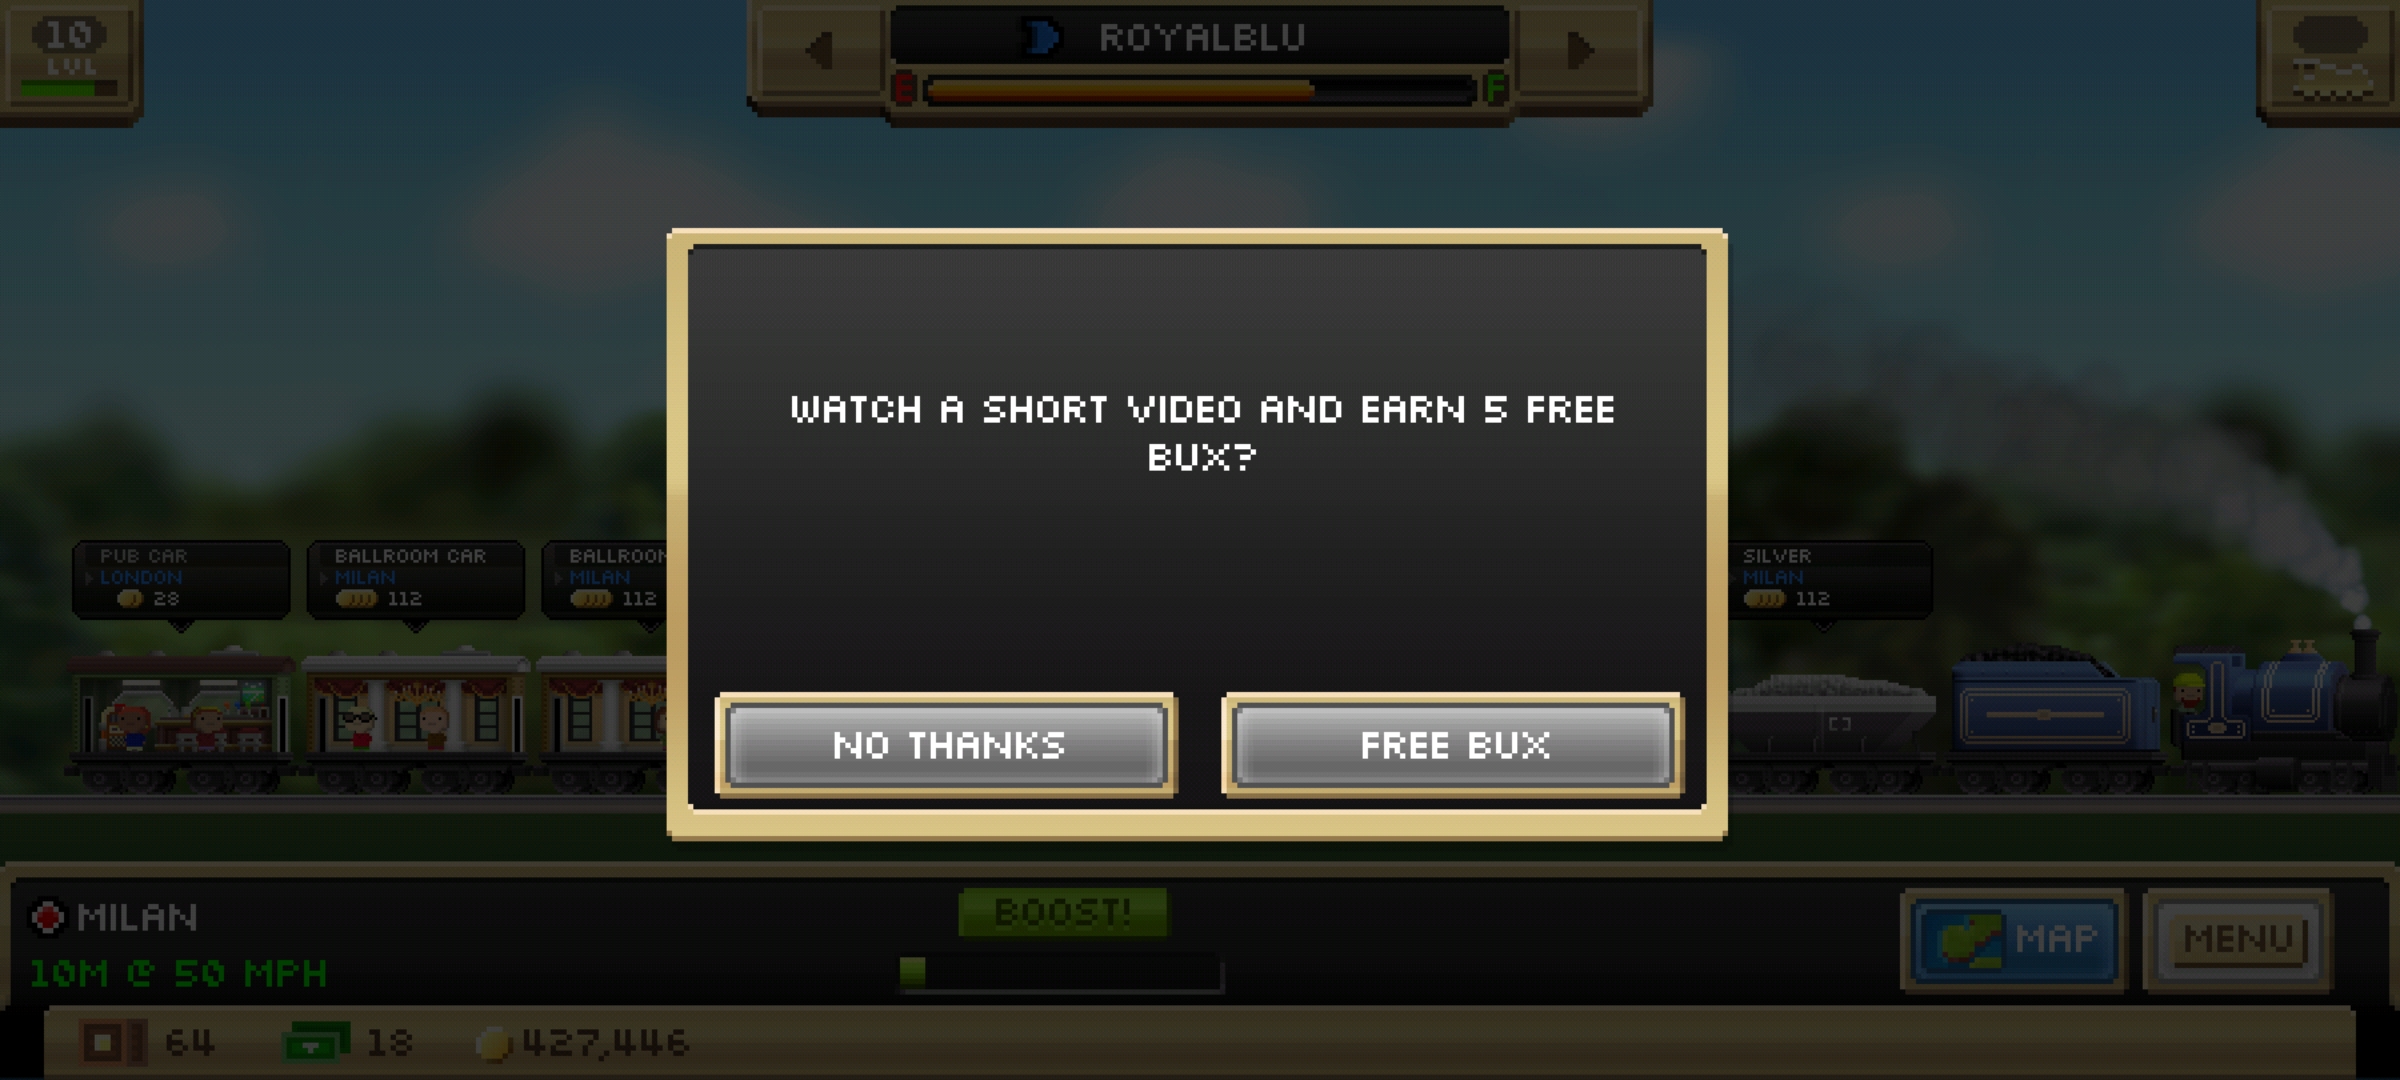 10
LVL
ROYALBLU
E
F
WATCH A SHORT VIDEO AND EARN 5 FREE
BUX?
NO THANKS
FREE BUX
PUB CAR
LONDON
28
BALLROOM CAR
MILAN
112
BALLROOM
MILAN
112
SILVER
MILAN
112
MILAN
10M @ 50 MPH
BOOST!
MAP
MENU
64
18
427,446